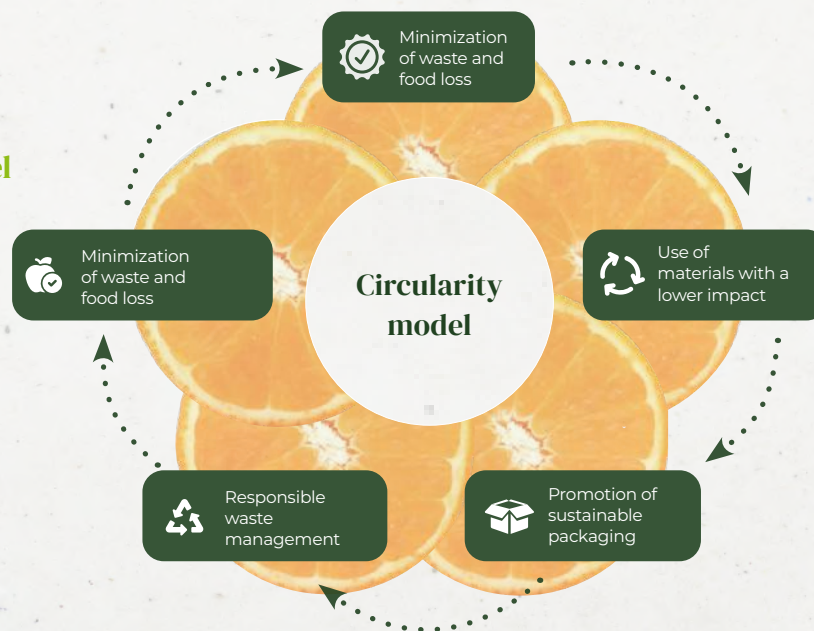 Minimization
of waste and
food loss
el
Minimization
of waste and
food loss
Use of
materials with a
lower impact
Circularity
model
Responsible
waste
management
Promotion of
sustainable
packaging